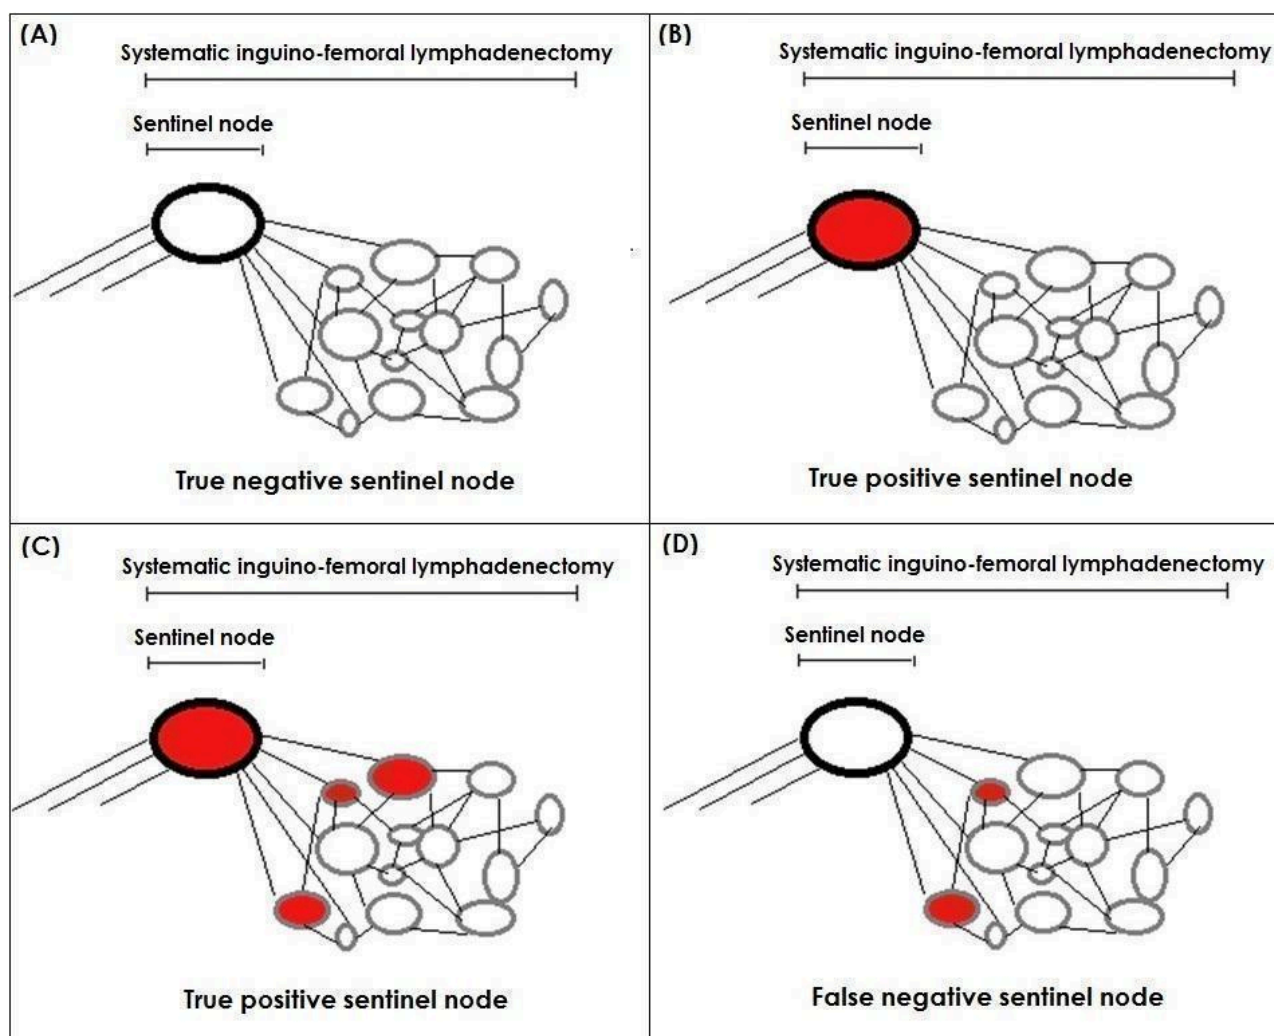 (A)
Systematic inguino-femoral lymphadenectomy
Sentinel node
True negative sentinel node
(B)
Systematic inguino-femoral lymphadenectomy
Sentinel node
True positive sentinel node
(C)
Systematic inguino-femoral lymphadenectomy
Sentinel node
True positive sentinel node
(D)
Systematic inguino-femoral lymphadenectomy
Sentinel node
False negative sentinel node